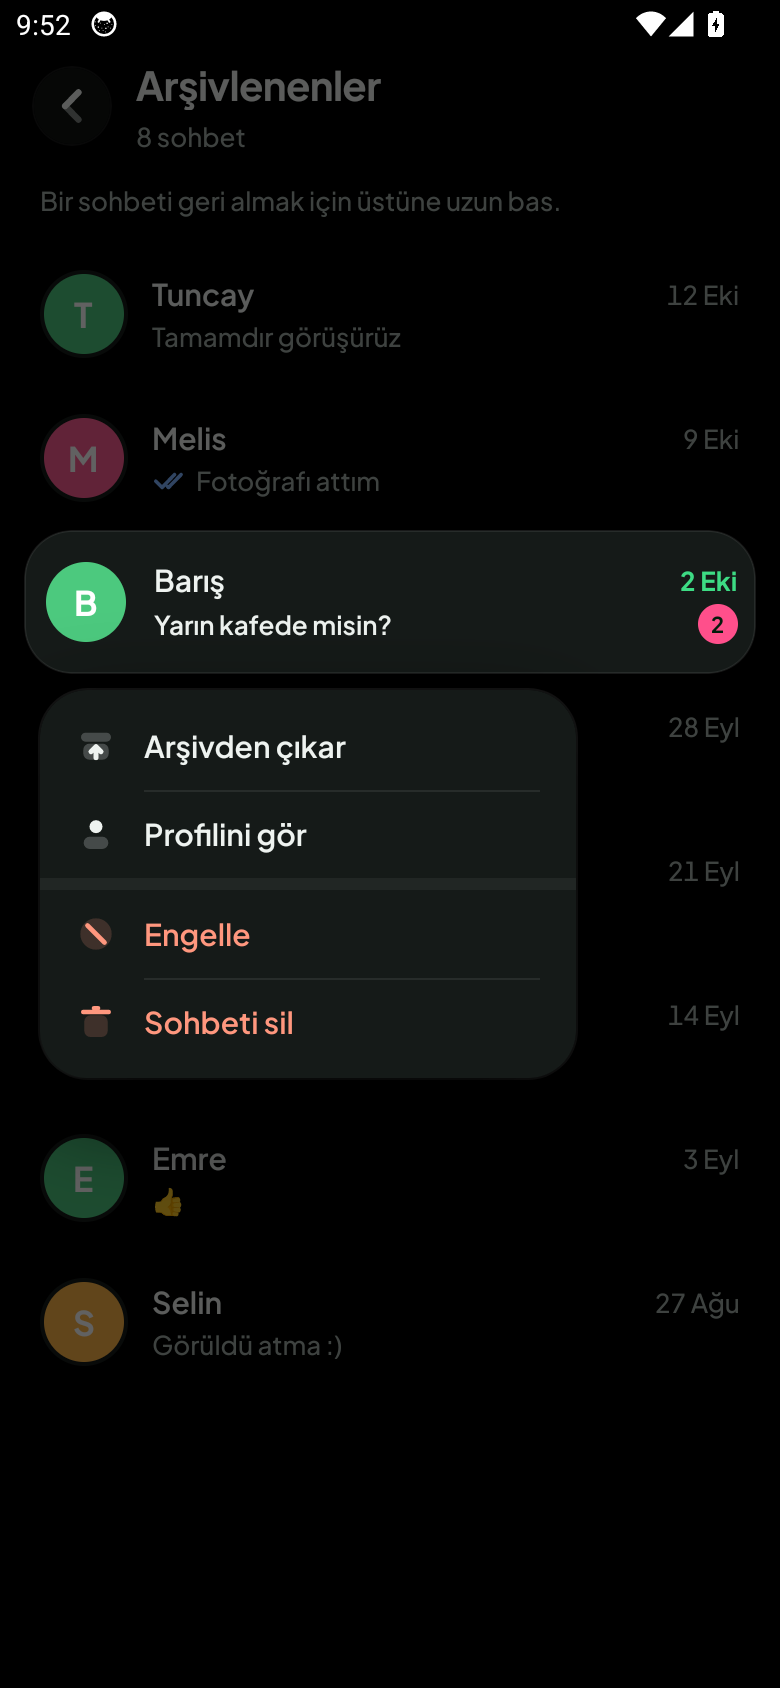 9:52
Arşivlenenler
8 sohbet
Bir sohbeti geri almak için üstüne uzun bas.
T
Tuncay
12 Eki
Tamamdır görüşürüz
M
Melis
9 Eki
Fotoğrafı attım
B
Barış
2 Eki
Yarın kafede misin?
2
28 Eyl
Arşivden çıkar
Profilini gör
21 Eyl
Engelle
14 Eyl
Sohbeti sil
E
Emre
3 Eyl
👍
S
Selin
27 Ağu
Görüldü atma :)